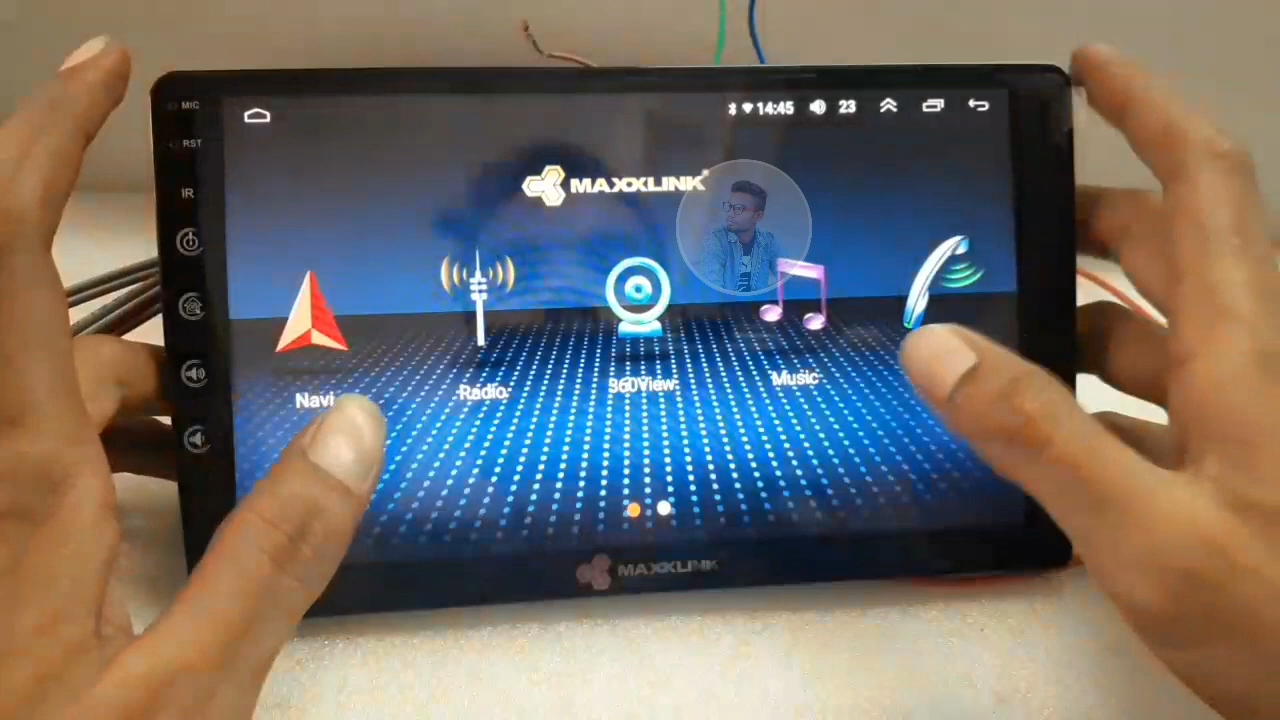 MIC
RST
IR
14:45
23
MAXXLINK
Navi
Radio
360View
Music
MAXXLINK